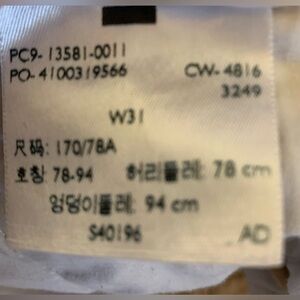 PC9- 13581-0011
PO- 4100319566 CW- 4816
3249
W31
尺码: 170/78A
호칭: 78-94 허리둘레: 78 cm
엉덩이둘레: 94 cm
S40196 AD